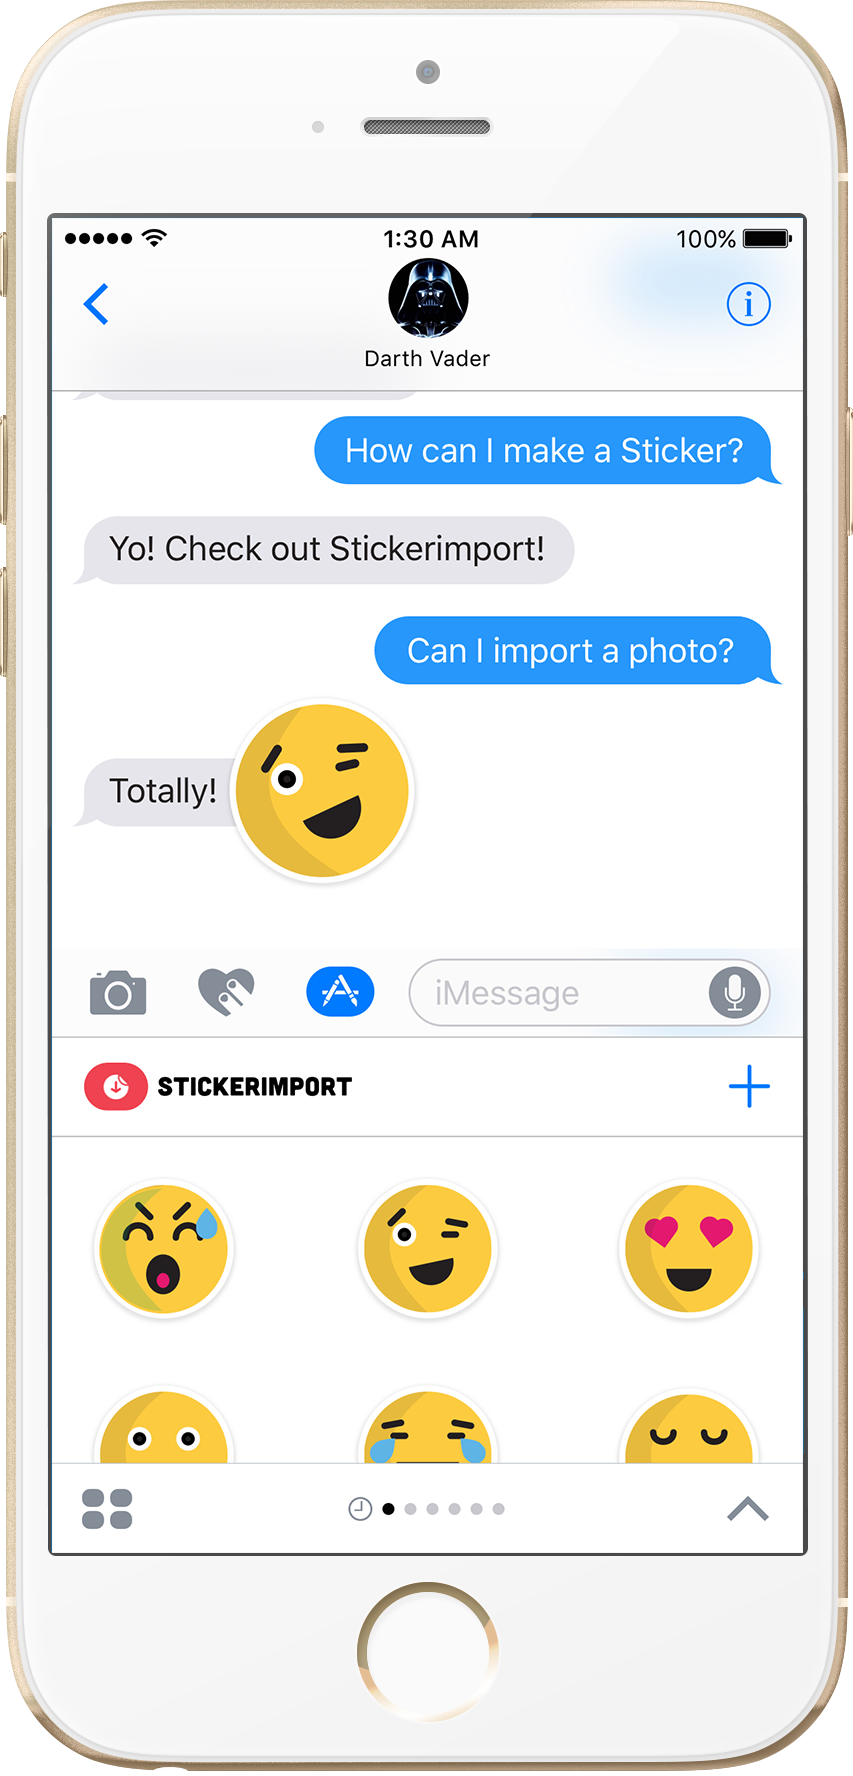 1:30 AM
100%
Darth Vader
How can I make a Sticker?
Yo! Check out Stickerimport!
Can I import a photo?
Totally!
iMessage
STICKERIMPORT